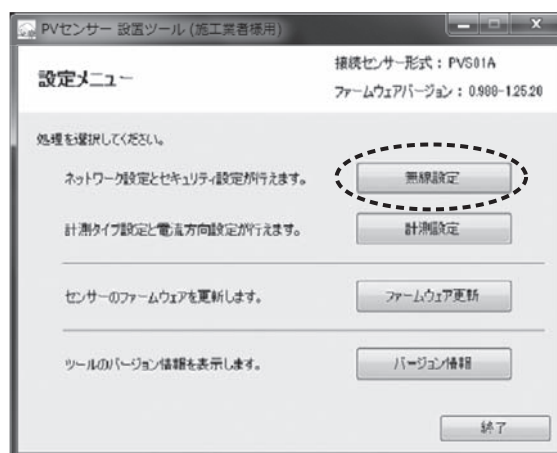 PVセンサー 設置ツール (施工業者様用)
設定メニュー
接続センサー形式 : PVS01A
ファームウェアバージョン : 0.988-1.25.20
処理を選択してください。
ネットワーク設定とセキュリティ設定が行えます。 無線設定
計測タイプ設定と電流方向設定が行えます。 計測設定
センサーのファームウェアを更新します。 ファームウェア更新
ツールのバージョン情報を表示します。 バージョン情報
終了